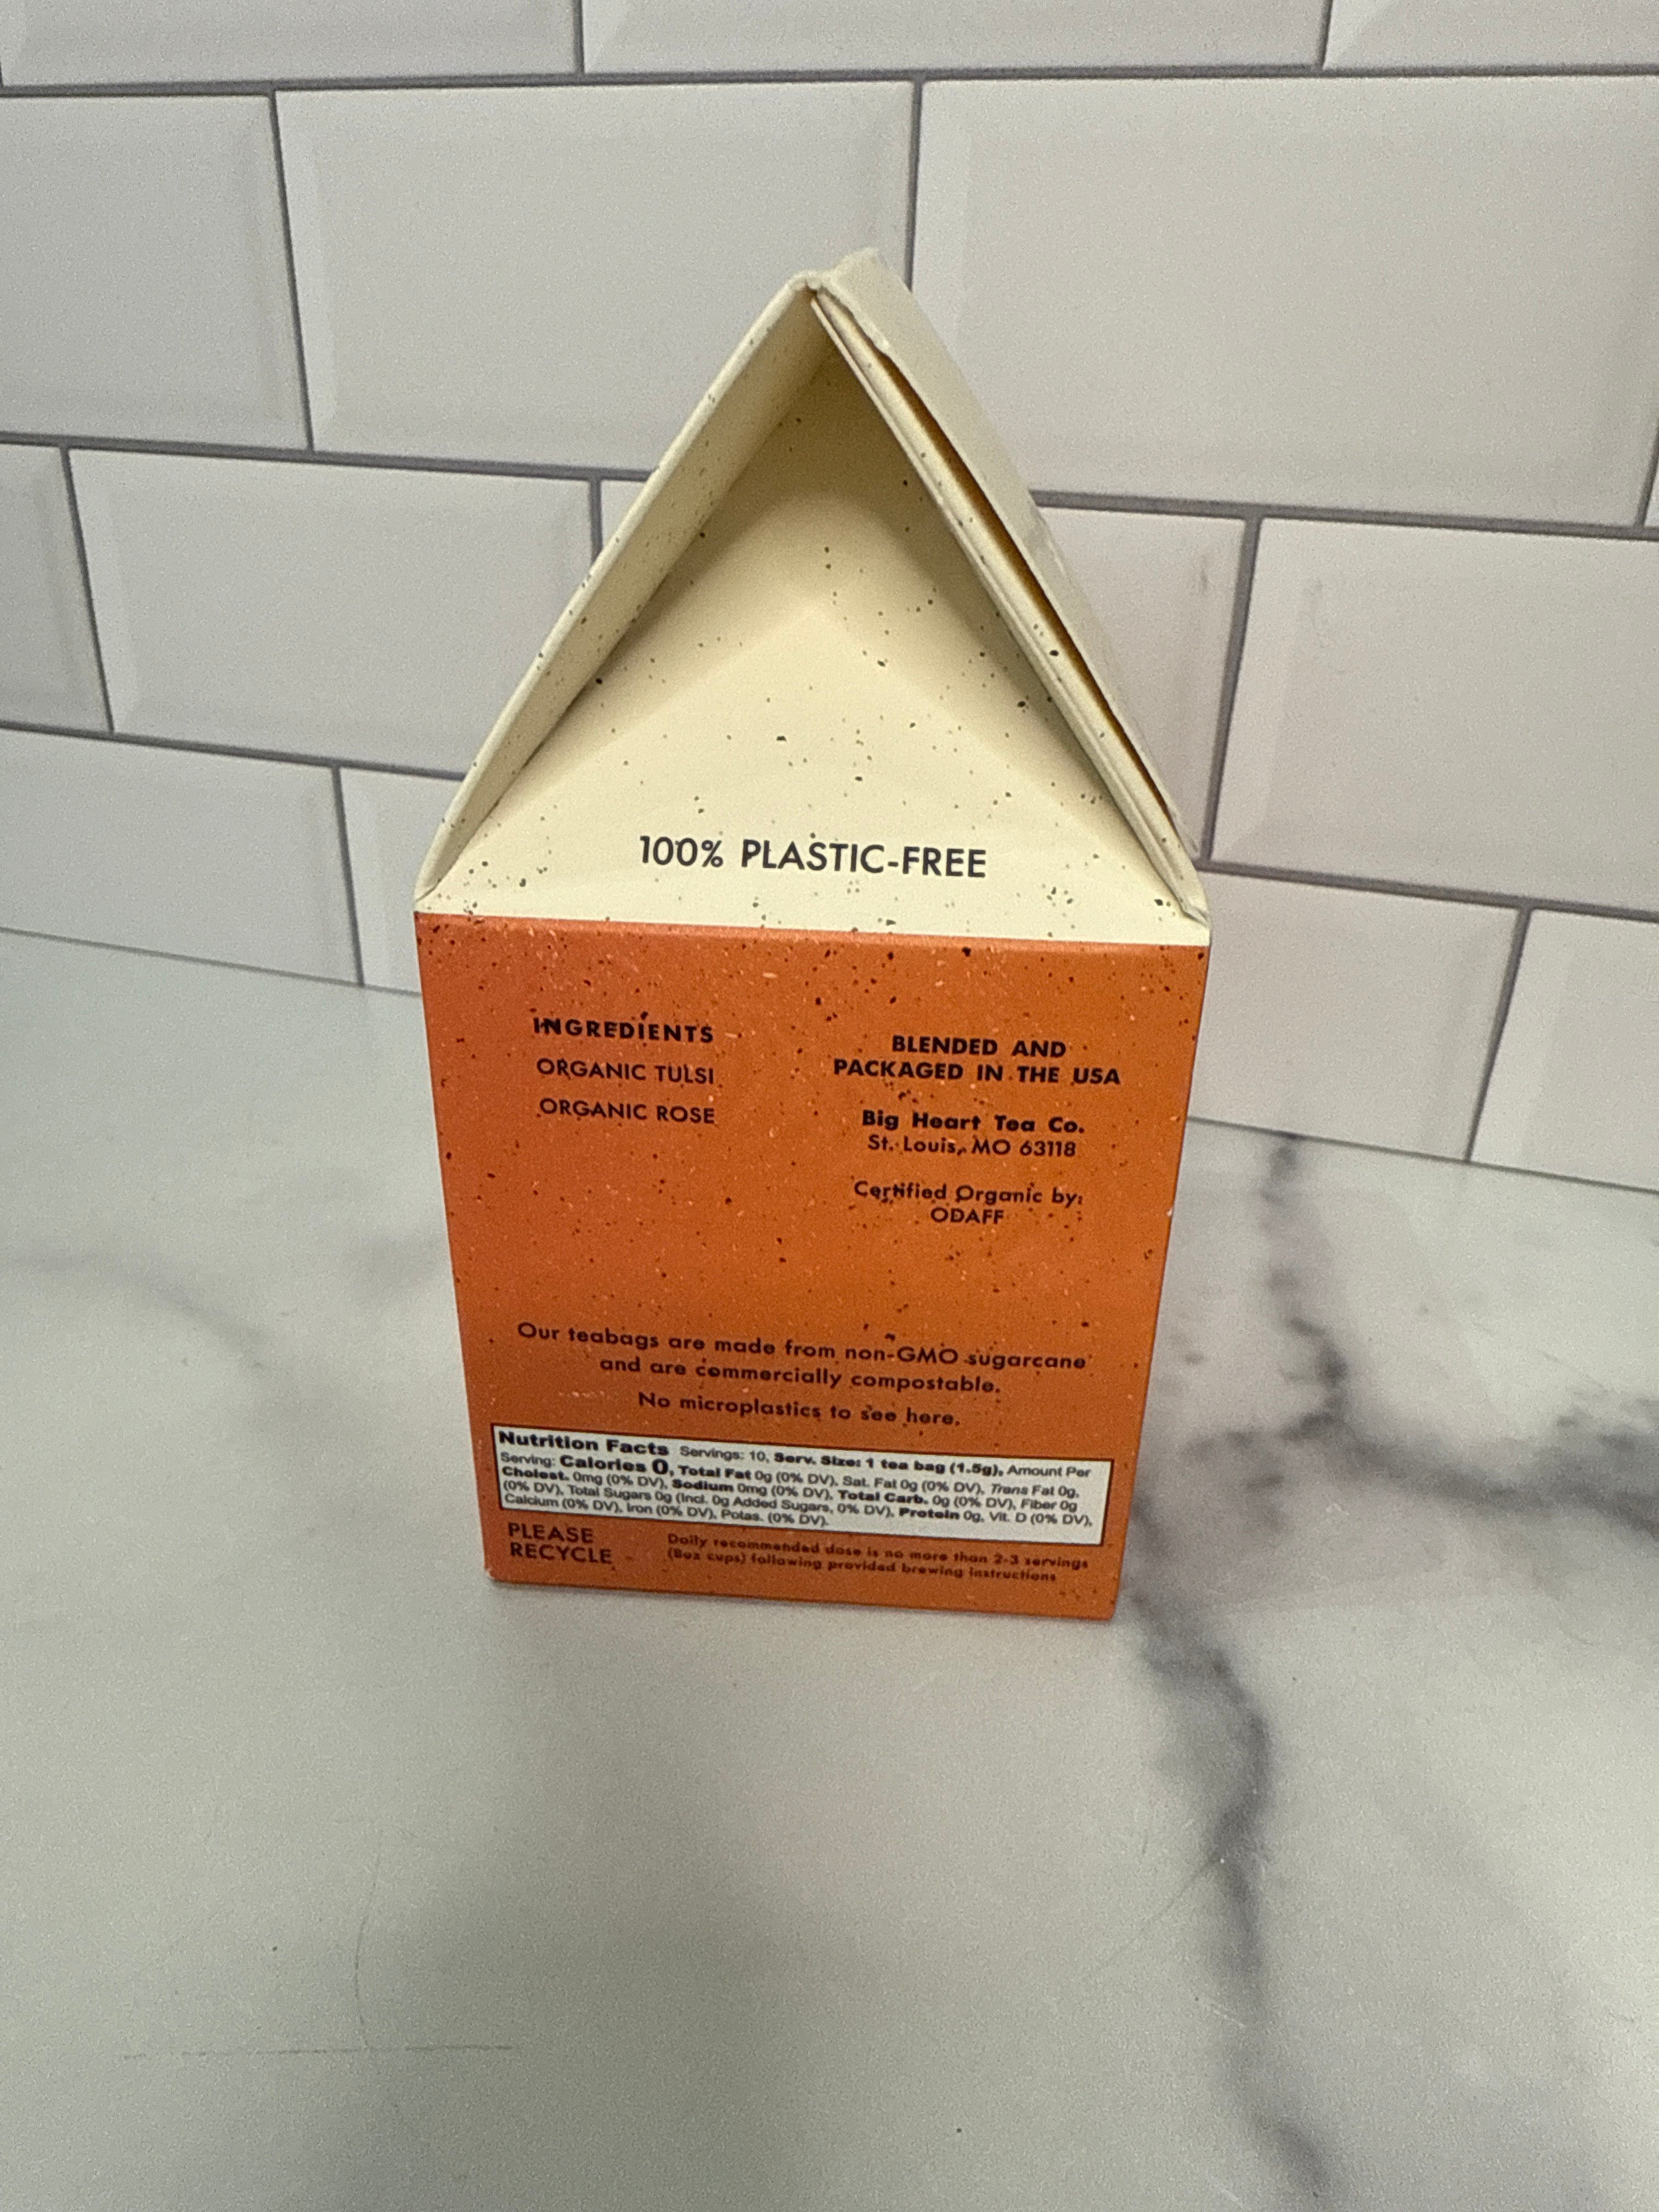 100% PLASTIC-FREE
INGREDIENTS
ORGANIC TULSI
ORGANIC ROSE
BLENDED AND
PACKAGED IN THE USA
Big Heart Tea Co.
St. Louis, MO 63118
Certified Organic by:
ODAFF
Our teabags are made from non-GMO sugarcane
and are commercially compostable.
No microplastics to see here.
Nutrition Facts Servings: 10, Serv. Size: 1 tea bag (1.5g), Amount Per
Serving: Calories 0, Total Fat 0g (0% DV), Sat. Fat 0g (0% DV), Trans Fat 0g,
Cholest. 0mg (0% DV), Sodium 0mg (0% DV), Total Carb. 0g (0% DV), Fiber 0g
(0% DV), Total Sugars 0g (Incl. 0g Added Sugars, 0% DV), Protein 0g, Vit. D (0% DV),
Calcium (0% DV), Iron (0% DV), Potas. (0% DV).
PLEASE
RECYCLE
Daily recommended dose is no more than 2-3 servings
(8oz cups) following provided brewing instructions